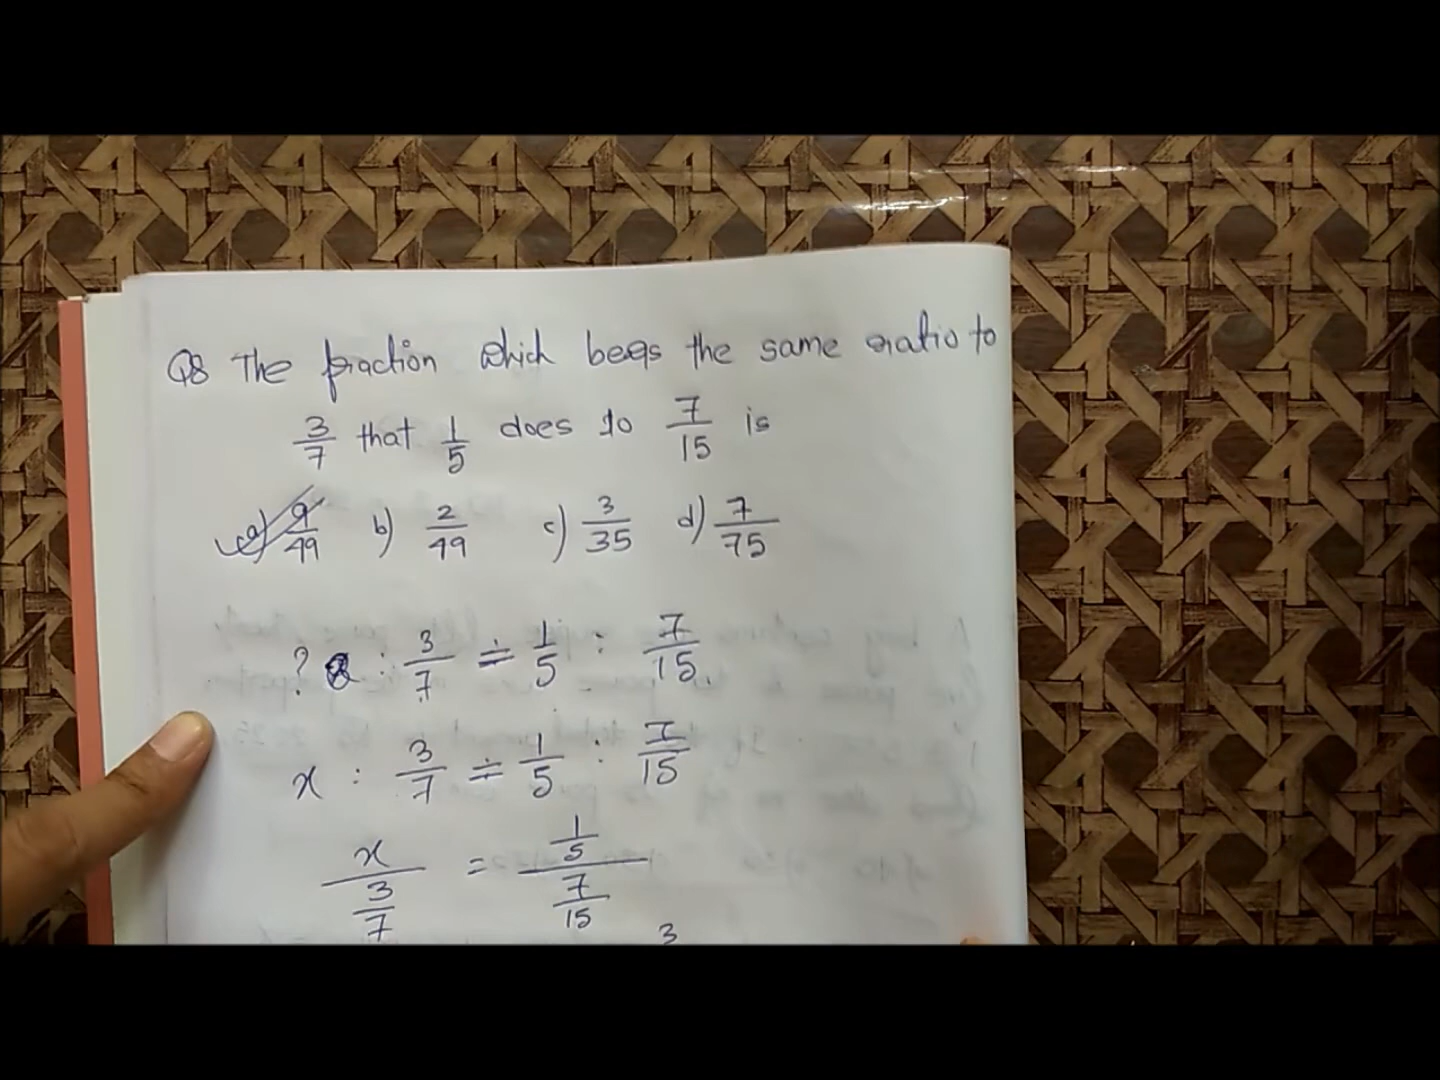 Q8 The fraction which bears the same ratio to
3/7 that 1/5 does to 7/15 is
a) 9/49 b) 2/49 c) 3/35 d) 7/75
? : 3/7 ÷ 1/5 : 7/15.
x : 3/7 ÷ 1/5 : 7/15
x/(3/7) = (1/5)/(7/15)
3